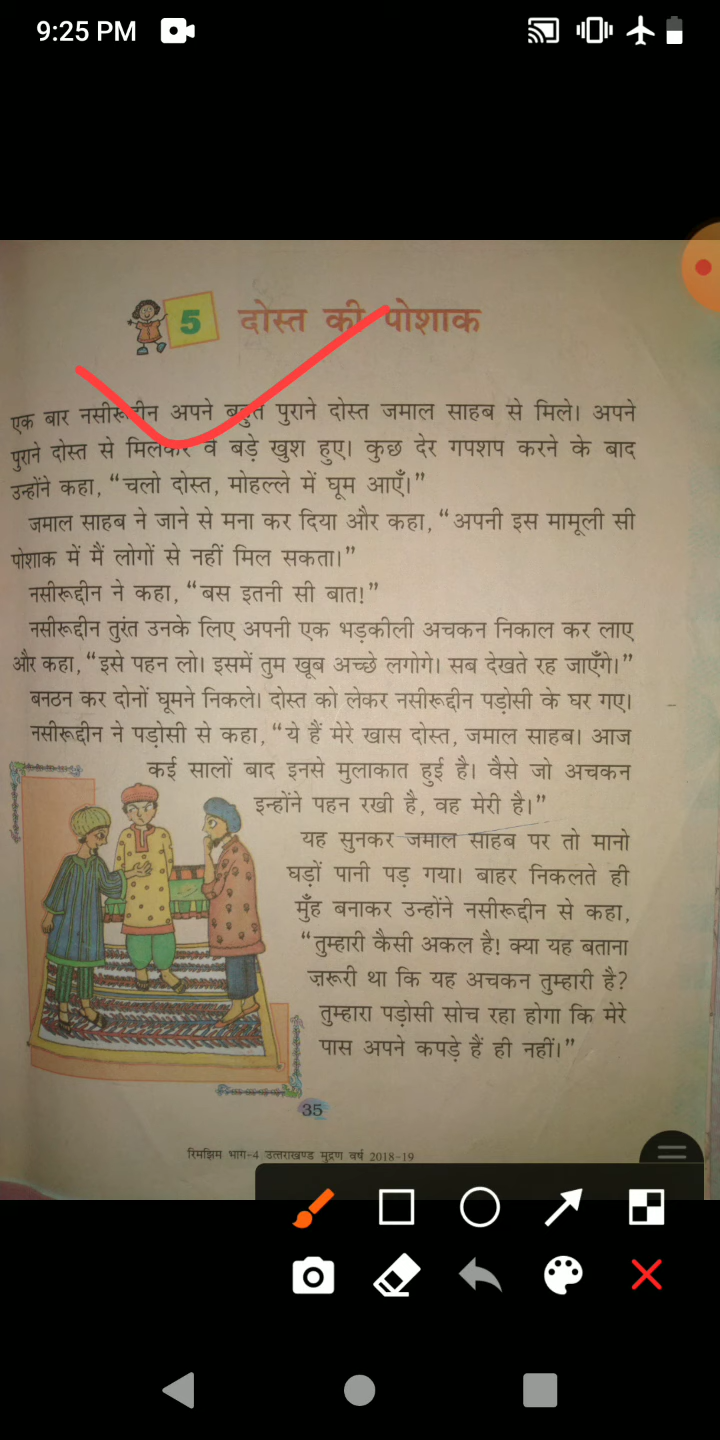 9:25 PM
5 दोस्त की पोशाक
एक बार नसीरूद्दीन अपने बहुत पुराने दोस्त जमाल साहब से मिले। अपने
पुराने दोस्त से मिलकर वे बड़े खुश हुए। कुछ देर गपशप करने के बाद
उन्होंने कहा, “चलो दोस्त, मोहल्ले में घूम आएँ।”
जमाल साहब ने जाने से मना कर दिया और कहा, “अपनी इस मामूली सी
पोशाक में मैं लोगों से नहीं मिल सकता।”
नसीरूद्दीन ने कहा, “बस इतनी सी बात!”
नसीरूद्दीन तुरंत उनके लिए अपनी एक भड़कीली अचकन निकाल कर लाए
और कहा, “इसे पहन लो। इसमें तुम खूब अच्छे लगोगे। सब देखते रह जाएँगे।”
बनठन कर दोनों घूमने निकले। दोस्त को लेकर नसीरूद्दीन पड़ोसी के घर गए।
नसीरूद्दीन ने पड़ोसी से कहा, “ये हैं मेरे खास दोस्त, जमाल साहब। आज
कई सालों बाद इनसे मुलाकात हुई है। वैसे जो अचकन
इन्होंने पहन रखी है, वह मेरी है।”
यह सुनकर जमाल साहब पर तो मानो
घड़ों पानी पड़ गया। बाहर निकलते ही
मुँह बनाकर उन्होंने नसीरूद्दीन से कहा,
“तुम्हारी कैसी अकल है! क्या यह बताना
ज़रूरी था कि यह अचकन तुम्हारी है?
तुम्हारा पड़ोसी सोच रहा होगा कि मेरे
पास अपने कपड़े हैं ही नहीं।”
35
रिमझिम भाग-4 उत्तराखण्ड मुद्रण वर्ष 2018-19